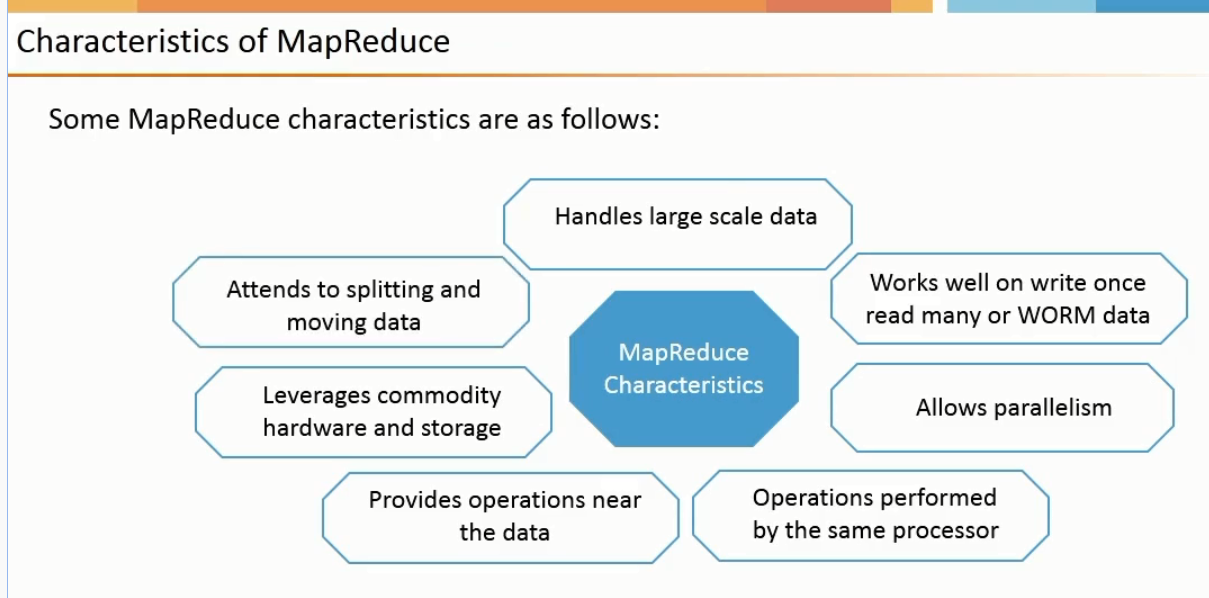 Characteristics of MapReduce
Some MapReduce characteristics are as follows:
Handles large scale data
Attends to splitting and
moving data
Works well on write once
read many or WORM data
MapReduce
Characteristics
Leverages commodity
hardware and storage
Allows parallelism
Provides operations near
the data
Operations performed
by the same processor